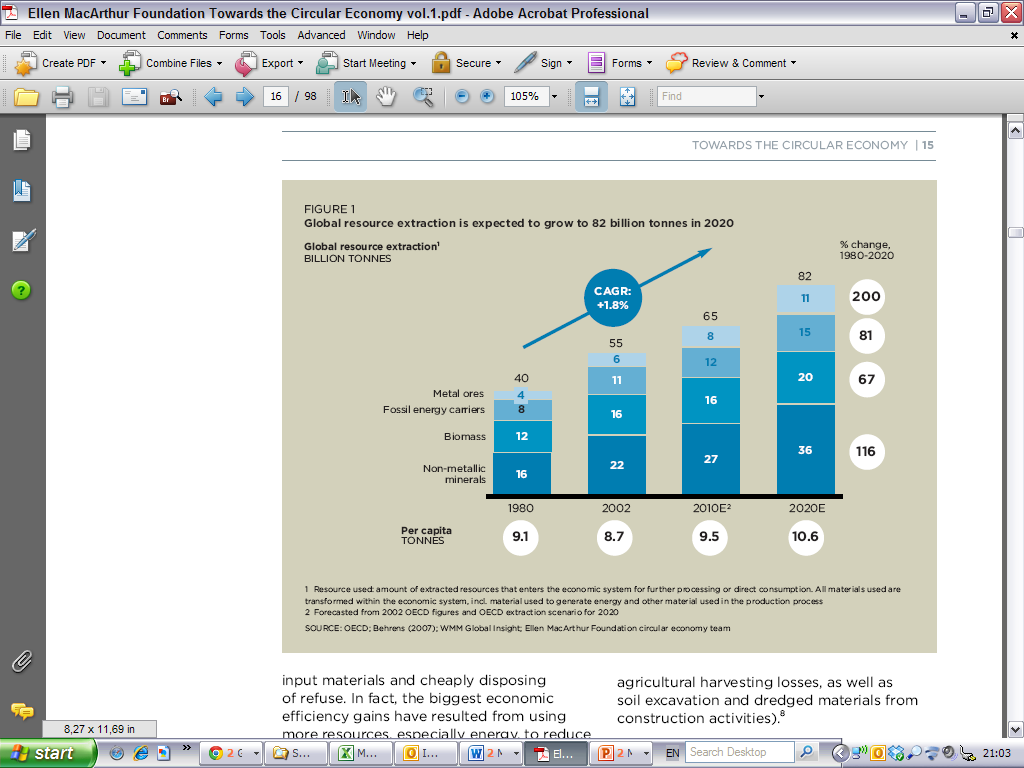 Ellen MacArthur Foundation Towards the Circular Economy vol.1.pdf - Adobe Acrobat Professional
File Edit View Document Comments Forms Tools Advanced Window Help
Create PDF Combine Files Export Start Meeting Secure Sign Forms Review & Comment
16 / 98 105% Find
TOWARDS THE CIRCULAR ECONOMY | 15
FIGURE 1
Global resource extraction is expected to grow to 82 billion tonnes in 2020
Global resource extraction¹
BILLION TONNES
% change,
1980-2020
CAGR:
+1.8%
40 55 65 82
Metal ores 4 6 8 11 200
Fossil energy carriers 8 11 12 15 81
Biomass 12 16 16 20 67
Non-metallic
minerals 16 22 27 36 116
1980 2002 2010E² 2020E
Per capita
TONNES
9.1 8.7 9.5 10.6
1 Resource used: amount of extracted resources that enters the economic system for further processing or direct consumption. All materials used are
transformed within the economic system, incl. material used to generate energy and other material used in the production process
2 Forecasted from 2002 OECD figures and OECD extraction scenario for 2020
SOURCE: OECD; Behrens (2007); WMM Global Insight; Ellen MacArthur Foundation circular economy team
input materials and cheaply disposing
of refuse. In fact, the biggest economic
efficiency gains have resulted from using
more resources, especially energy, to reduce
agricultural harvesting losses, as well as
soil excavation and dredged materials from
construction activities).⁸
8,27 x 11,69 in
start 2 G S... M... I... 2 N El... 2 N EN Search Desktop 21:03